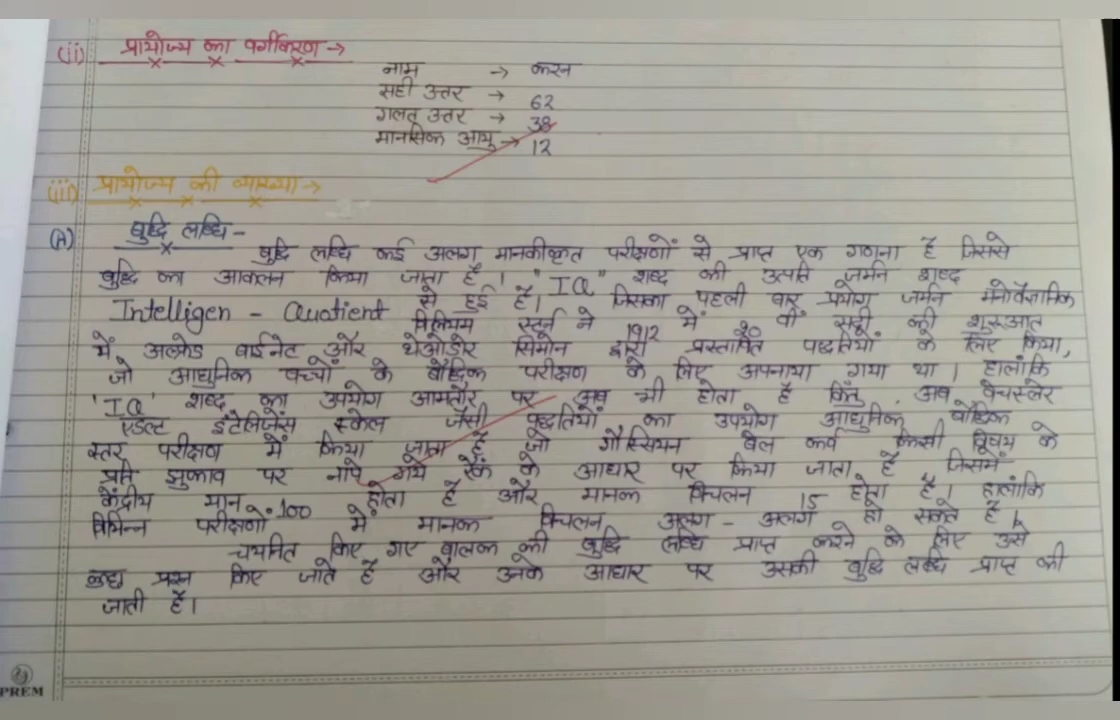 (ii) प्रायोज्य का वर्गीकरण →
नाम → करन
सही उत्तर → 62
गलत उत्तर → 38
मानसिक आयु → 12
(iii) प्रायोज्य की व्याख्या →
(A) बुद्धि लब्धि -
बुद्धि लब्धि कई अलग मानकीकृत परीक्षणों से प्राप्त एक गणना है जिससे
बुद्धि का आकलन किया जाता है। "IQ" शब्द की उत्पति जर्मन शब्द
Intelligen - Quotient से हुई है। जिसका पहली बार प्रयोग जर्मन मनोवैज्ञानिक
विलियम स्टर्न ने 1912 में 20 वीं सदी की शुरुआत
में अल्फ्रेड बाईनेट और थेओडोर सिमोन द्वारा प्रस्तावित पद्धतियों के लिए किया,
जो आधुनिक बच्चों के बौद्धिक परीक्षण के लिए अपनाया गया था। हालांकि
'IQ' शब्द का उपयोग आमतौर पर अब भी होता है किंतु, अब वेचस्लेर
एडल्ट इंटेलिजेंस स्केल जैसी पद्धतियों का उपयोग आधुनिक बौद्धिक
स्तर परीक्षण में किया जाता है जो गौस्सियन बेल कर्व किसी विषय के
प्रति झुकाव पर नापे गये रैंक के आधार पर किया जाता है जिसमें
केंद्रीय मान 100 होता है और मानक विचलन 15 होता है। हालांकि
विभिन्न परीक्षणों में मानक विचलन अलग - अलग हो सकते हैं।
चयनित किए गए बालक की बुद्धि लब्धि प्राप्त करने के लिए उसे
कुछ प्रश्न किए जाते हैं और उनके आधार पर उसकी बुद्धि लब्धि प्राप्त की
जाती है।
PREM